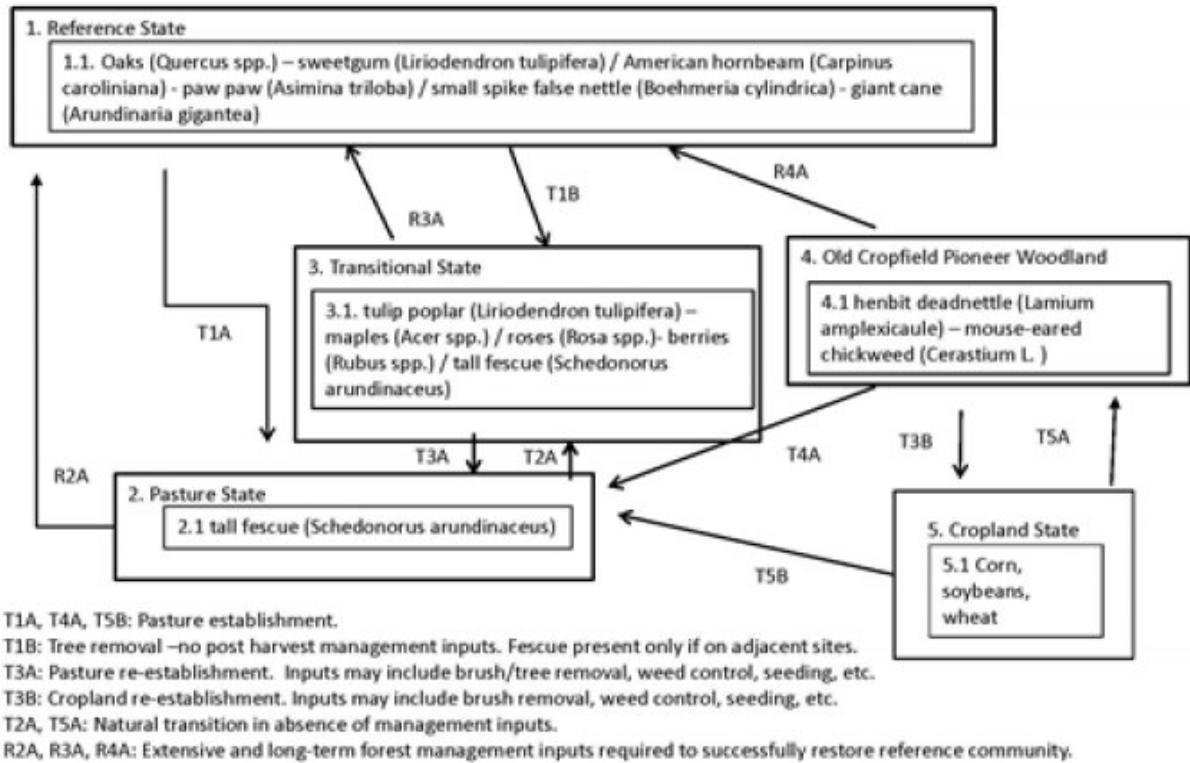 1. Reference State
1.1. Oaks (Quercus spp.) – sweetgum (Liriodendron tulipifera) / American hornbeam (Carpinus
caroliniana) - paw paw (Asimina triloba) / small spike false nettle (Boehmeria cylindrica) - giant cane
(Arundinaria gigantea)
R4A
T1B
R3A
3. Transitional State
3.1. tulip poplar (Liriodendron tulipifera) –
maples (Acer spp.) / roses (Rosa spp.)- berries
(Rubus spp.) / tall fescue (Schedonorus
arundinaceus)
4. Old Cropfield Pioneer Woodland
4.1 henbit deadnettle (Lamium
amplexicaule) – mouse-eared
chickweed (Cerastium L. )
T1A
T3A
T2A
T4A
T3B
T5A
R2A
2. Pasture State
2.1 tall fescue (Schedonorus arundinaceus)
5. Cropland State
5.1 Corn,
soybeans,
wheat
T5B
T1A, T4A, T5B: Pasture establishment.
T1B: Tree removal –no post harvest management inputs. Fescue present only if on adjacent sites.
T3A: Pasture re-establishment. Inputs may include brush/tree removal, weed control, seeding, etc.
T3B: Cropland re-establishment. Inputs may include brush removal, weed control, seeding, etc.
T2A, T5A: Natural transition in absence of management inputs.
R2A, R3A, R4A: Extensive and long-term forest management inputs required to successfully restore reference community.